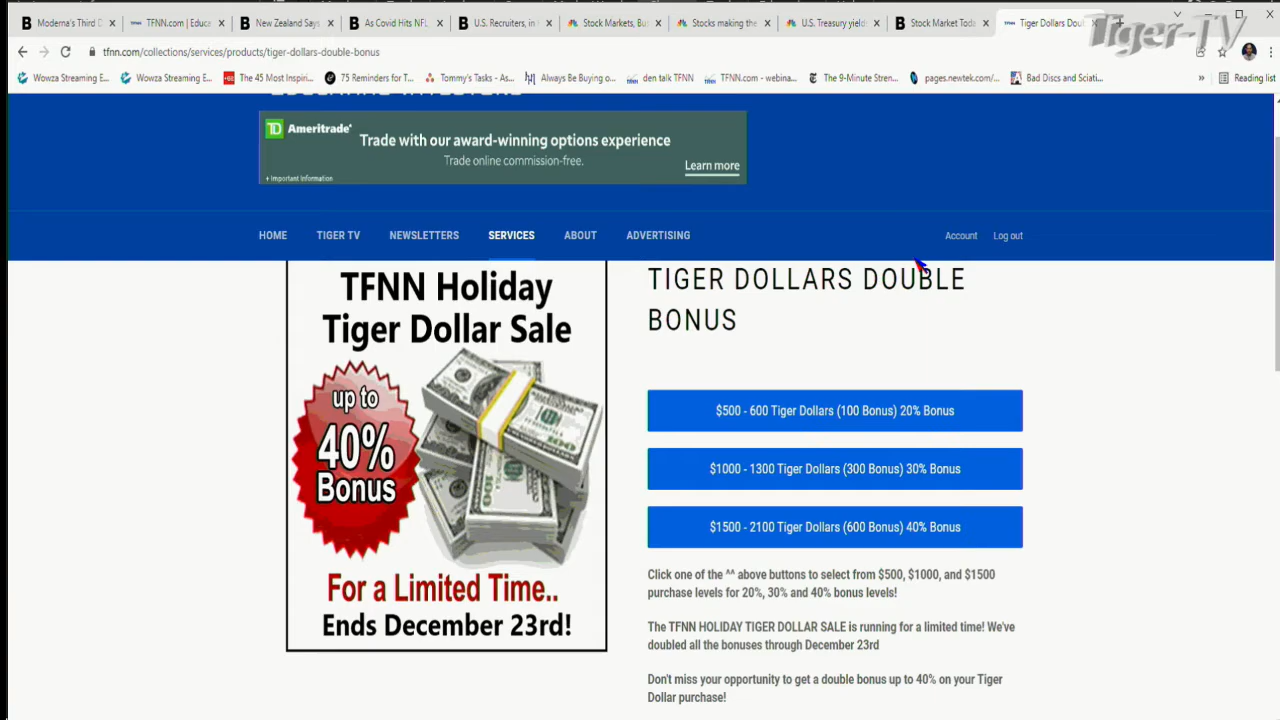 Tiger-TV
Moderna's Third D
TFNN.com | Educa
New Zealand Says
As Covid Hits NFL,
U.S. Recruiters, in
Stock Markets, Bus
Stocks making the
U.S. Treasury yield
Stock Market Toda
Tiger Dollars Doub
tfnn.com/collections/services/products/tiger-dollars-double-bonus
Wowza Streaming E...
Wowza Streaming E...
The 45 Most Inspiri...
75 Reminders for T...
Tommy's Tasks - As...
Always Be Buying o...
den talk TFNN
TFNN.com - webina...
The 9-Minute Stren...
pages.newtek.com/...
Bad Discs and Sciati...
»
Reading list
EDUCATING INVESTORS
TD Ameritrade
Trade with our award-winning options experience
Trade online commission-free.
Learn more
+ Important Information
HOME TIGER TV NEWSLETTERS SERVICES ABOUT ADVERTISING Account Log out
TFNN Holiday
Tiger Dollar Sale
up to
40%
Bonus
For a Limited Time..
Ends December 23rd!
TIGER DOLLARS DOUBLE
BONUS
$500 - 600 Tiger Dollars (100 Bonus) 20% Bonus
$1000 - 1300 Tiger Dollars (300 Bonus) 30% Bonus
$1500 - 2100 Tiger Dollars (600 Bonus) 40% Bonus
Click one of the ^^ above buttons to select from $500, $1000, and $1500
purchase levels for 20%, 30% and 40% bonus levels!
The TFNN HOLIDAY TIGER DOLLAR SALE is running for a limited time! We've
doubled all the bonuses through December 23rd
Don't miss your opportunity to get a double bonus up to 40% on your Tiger
Dollar purchase!